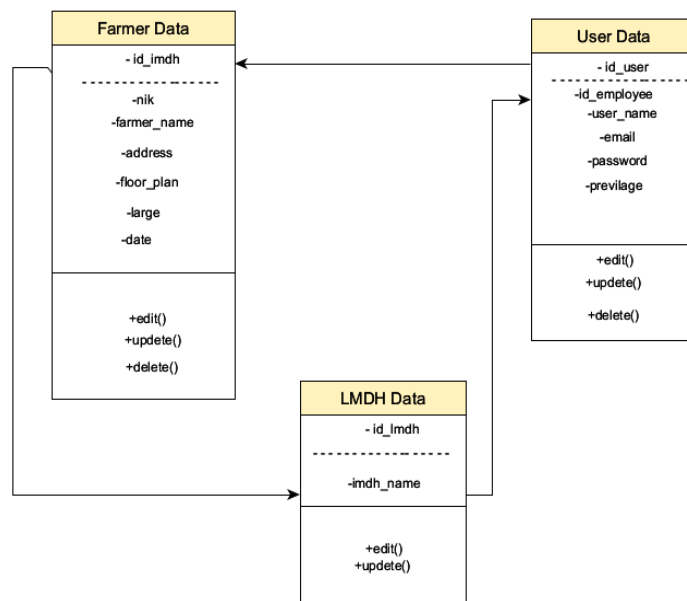 Farmer Data
- id_imdh
-nik
-farmer_name
-address
-floor_plan
-large
-date
+edit()
+updete()
+delete()
User Data
- id_user
-id_employee
-user_name
-email
-password
-previlage
+edit()
+updete()
+delete()
LMDH Data
- id_lmdh
-imdh_name
+edit()
+updete()